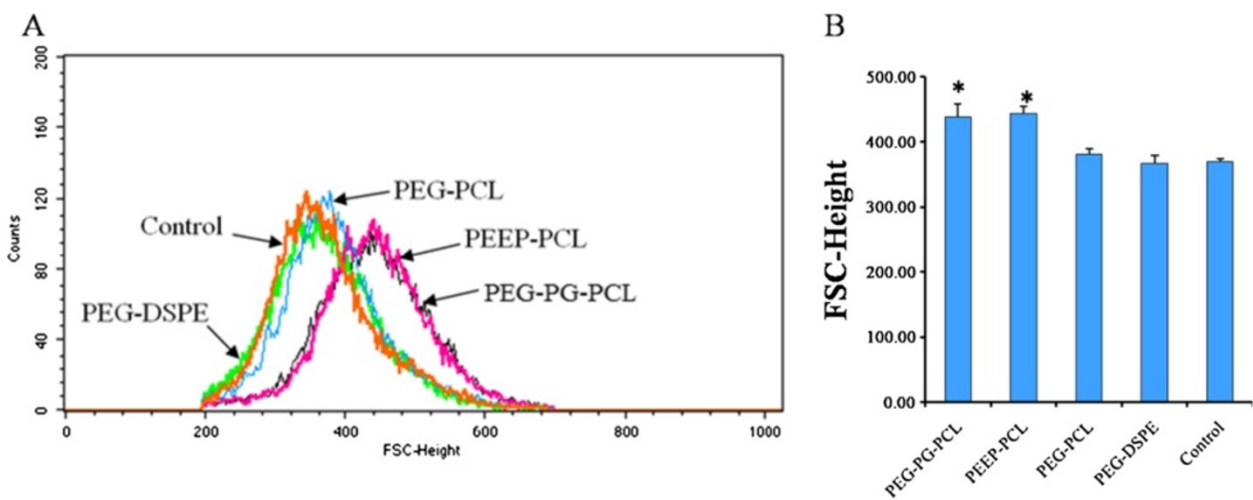 A
200
160
120
80
40
0
Counts
PEG-PCL
Control
PEEP-PCL
PEG-PG-PCL
PEG-DSPE
0 200 400 600 800 1000
FSC-Height
B
500.00
400.00
300.00
200.00
100.00
0.00
FSC-Height
* *
PEG-PG-PCL
PEEP-PCL
PEG-PCL
PEG-DSPE
Control